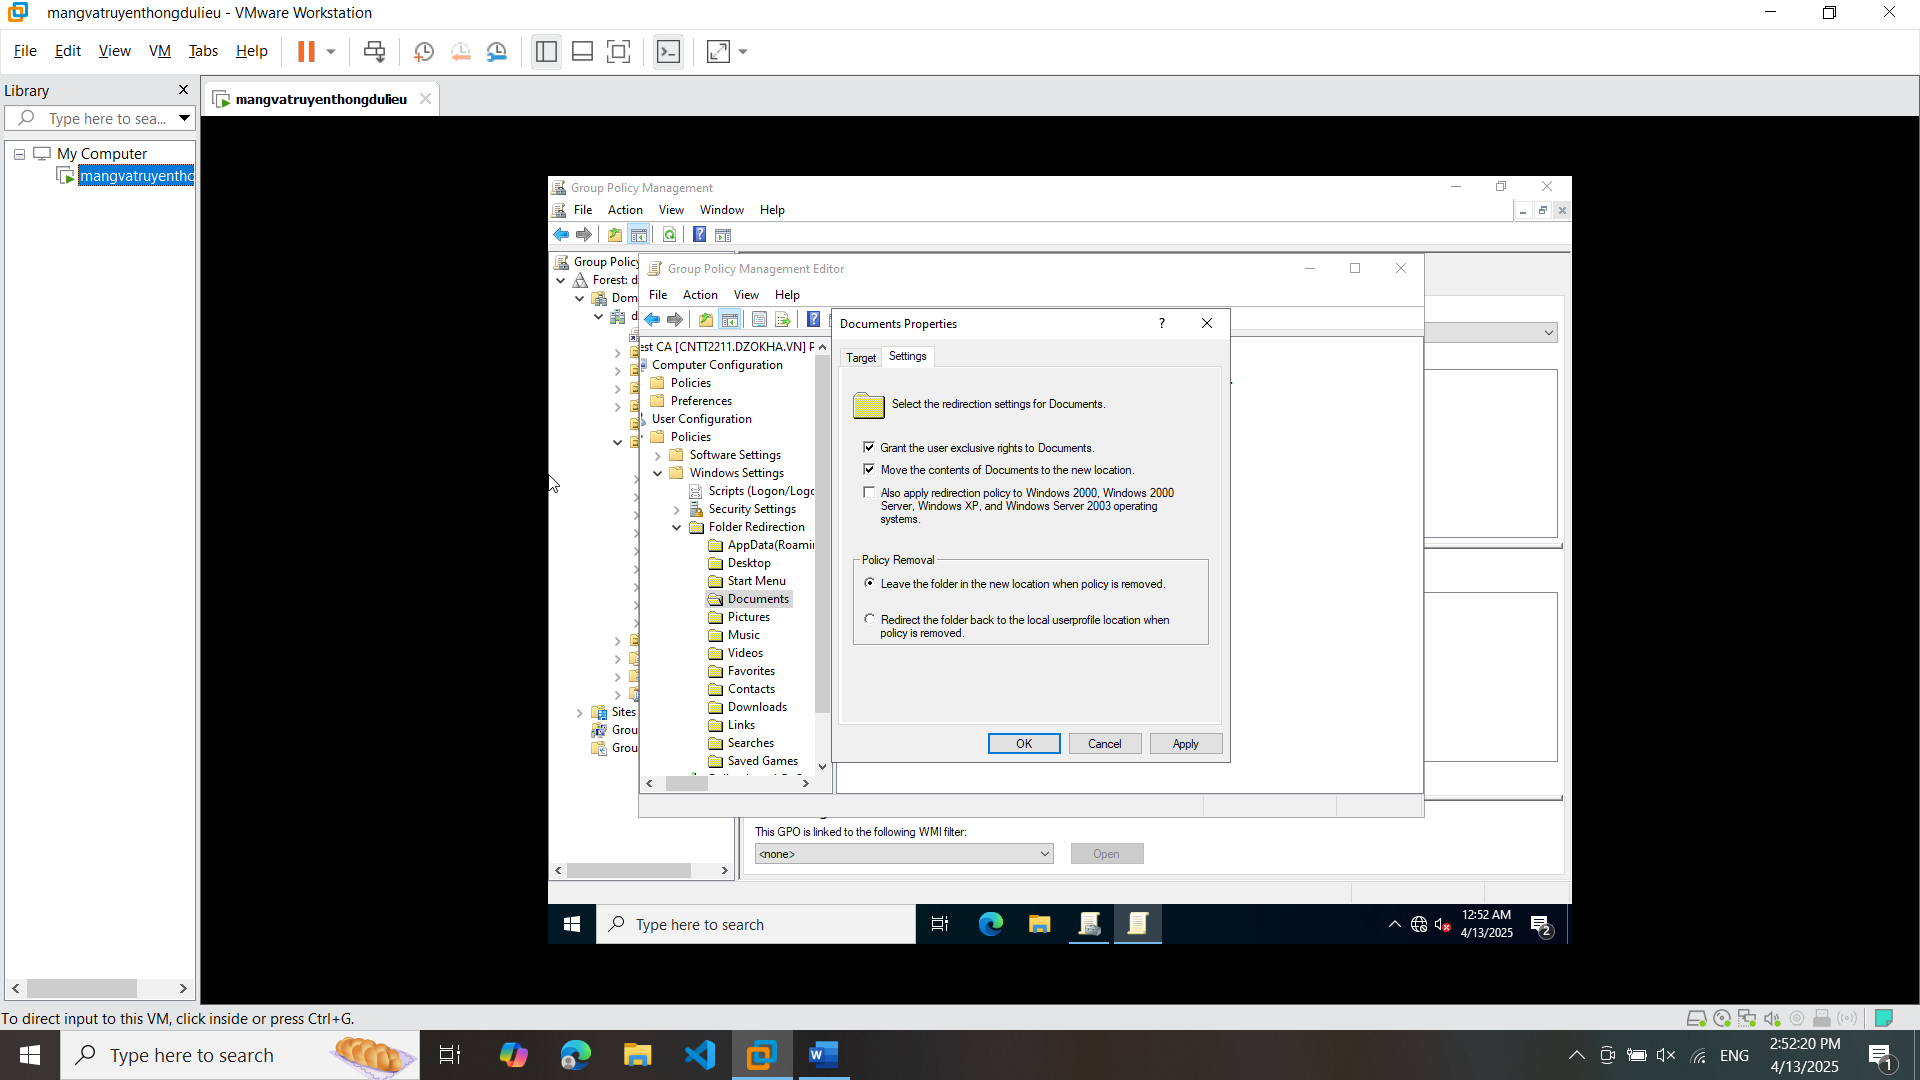 mangvatruyenthongdulieu - VMware Workstation
File Edit View VM Tabs Help
Library
mangvatruyenthongdulieu
Type here to sea...
My Computer
mangvatruyenthc
Group Policy Management
File Action View Window Help
Group Policy
Forest: d
Dom
d
Sites
Grou
Grou
Group Policy Management Editor
File Action View Help
est CA [CNTT2211.DZOKHA.VN] P
Computer Configuration
Policies
Preferences
User Configuration
Policies
Software Settings
Windows Settings
Scripts (Logon/Logo
Security Settings
Folder Redirection
AppData(Roamin
Desktop
Start Menu
Documents
Pictures
Music
Videos
Favorites
Contacts
Downloads
Links
Searches
Saved Games
Documents Properties
?
Target Settings
Select the redirection settings for Documents.
Grant the user exclusive rights to Documents.
Move the contents of Documents to the new location.
Also apply redirection policy to Windows 2000, Windows 2000
Server, Windows XP, and Windows Server 2003 operating
systems.
Policy Removal
Leave the folder in the new location when policy is removed.
Redirect the folder back to the local userprofile location when
policy is removed.
OK Cancel Apply
This GPO is linked to the following WMI filter:
<none> Open
Type here to search
12:52 AM
4/13/2025
2
To direct input to this VM, click inside or press Ctrl+G.
Type here to search
ENG
2:52:20 PM
4/13/2025
1